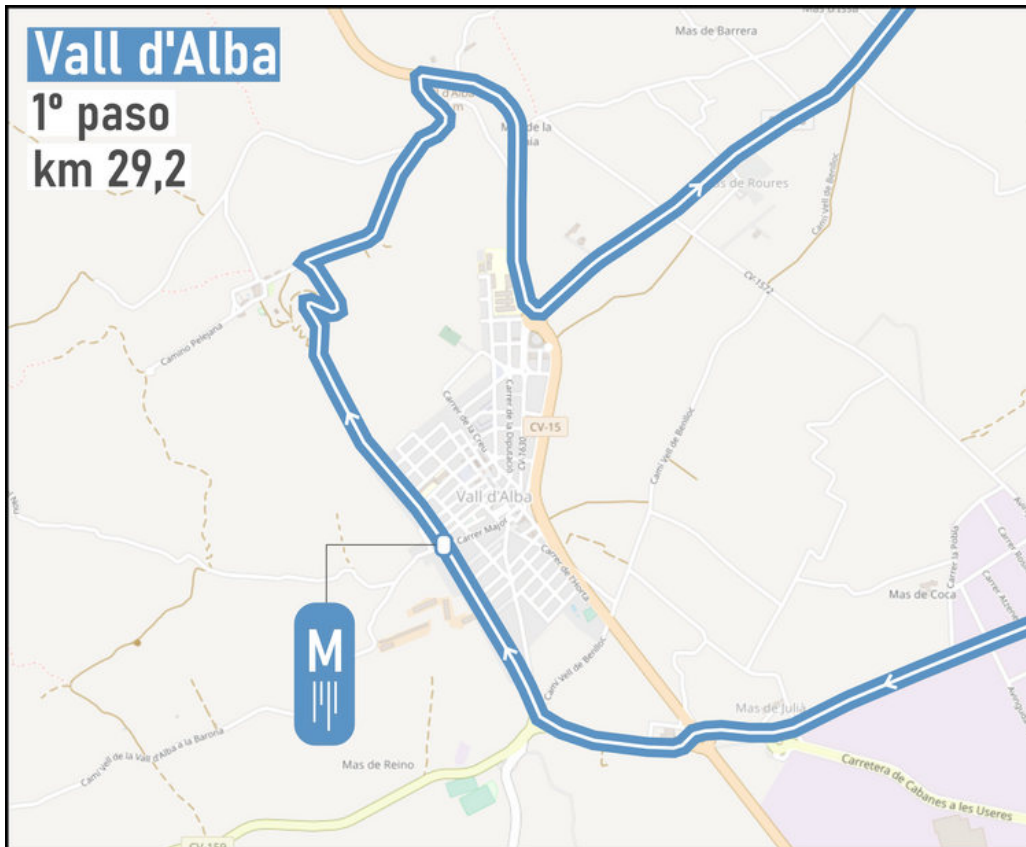 Vall d'Alba
1º paso
km 29,2
Mas de Barrera
Mas de la
Mas de Roures
Camí Vell de Benlloc
CV-1522
Camino Pelejana
Carrer de la Creu
Carrer de la Diputació
CV-1630
CV-15
Camí Vell de Benlloc
Vall d'Alba
Carrer Major
Carrer de l'Horta
Carrer la Pobla
Mas de Coca
M
Camí Vell de Benlloc
Mas de Julià
Camí Vell de la Vall d'Alba a la Baronia
Mas de Reino
Carretera de Cabanes a les Useres
CV-159